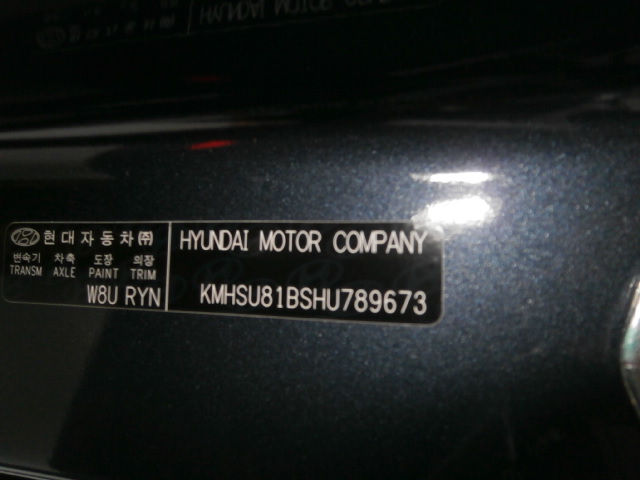 현대자동차㈜
변속기 차축 도장 의장
TRANSM AXLE PAINT TRIM
W8U RYN
HYUNDAI MOTOR COMPANY
KMHSU81BSHU789673